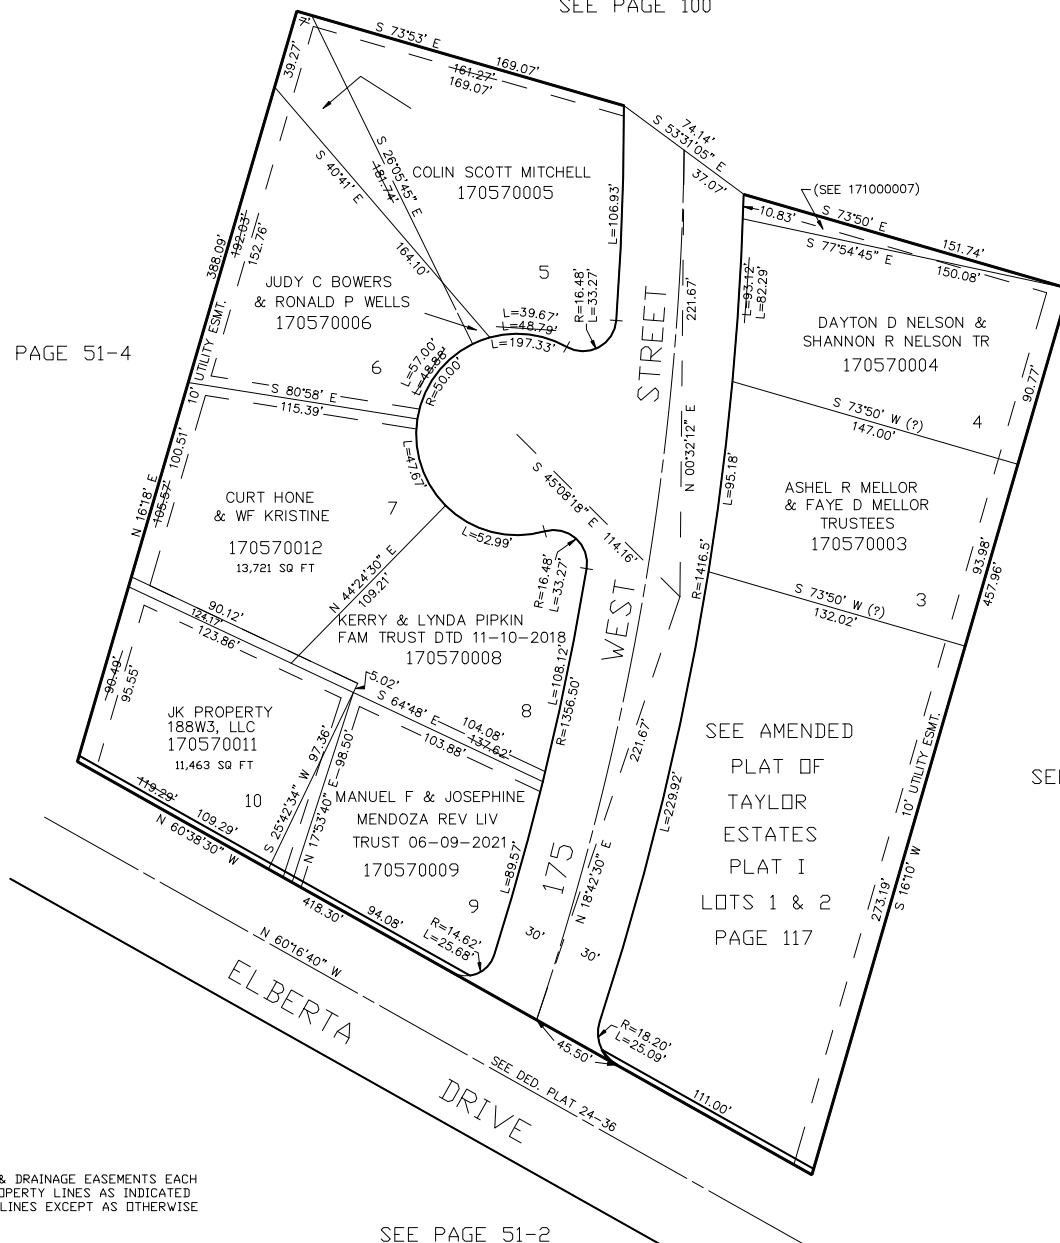 SEE PAGE 100
7'
S 73°53' E
169.07'
161.27'
169.07'
39.27'
S 26°05'45" E
181.74'
S 40°41' E
164.10'
COLIN SCOTT MITCHELL
170570005
5
L=106.93'
R=16.48'
L=33.27'
L=39.67'
L=48.79'
L=197.33'
74.14'
S 53°31'05" E
37.07'
(SEE 171000007)
10.83'
S 73°50' E
151.74'
S 77°54'45" E
150.08'
L=93.12'
L=82.29'
221.67'
DAYTON D NELSON &
SHANNON R NELSON TR
170570004
4
90.77'
S 73°50' W (?)
147.00'
388.09'
192.03'
152.76'
10' UTILITY ESMT.
JUDY C BOWERS
& RONALD P WELLS
170570006
6
L=57.00'
L=48.88'
R=50.00'
PAGE 51-4
S 80°58' E
115.39'
STREET
N 00°32'12" E
S 45°08'18" E
114.16'
L=95.18'
R=1416.5'
ASHEL R MELLOR
& FAYE D MELLOR
TRUSTEES
170570003
3
93.98'
457.96'
S 73°50' W (?)
132.02'
100.51'
N 16°18' E
105.57'
CURT HONE
& WF KRISTINE
170570012
13,721 SQ FT
7
L=47.67'
L=52.99'
N 44°24'30" E
109.21'
R=16.48'
L=33.27'
90.12'
124.17'
123.86'
KERRY & LYNDA PIPKIN
FAM TRUST DTD 11-10-2018
170570008
8
L=108.12'
R=1356.50'
WEST
5.02'
S 64°48' E
104.08'
137.62'
103.88'
90.49'
95.55'
JK PROPERTY
188W3, LLC
170570011
11,463 SQ FT
10
119.29'
109.29'
N 60°38'30" W
S 25°42'34" W 97.36'
N 17°53'40" E 98.50'
MANUEL F & JOSEPHINE
MENDOZA REV LIV
TRUST 06-09-2021
170570009
9
L=89.57'
R=14.62'
L=25.68'
418.30'
94.08'
221.67'
L=229.92'
N 18°42'30" E
175
30'
30'
SEE AMENDED
PLAT OF
TAYLOR
ESTATES
PLAT I
LOTS 1 & 2
PAGE 117
10' UTILITY ESMT.
273.19'
S 16°10' W
SEE
R=18.20'
L=25.09'
45.50'
111.00'
N 60°16'40" W
ELBERTA
DRIVE
SEE DED. PLAT 24-36
& DRAINAGE EASEMENTS EACH
OPERTY LINES AS INDICATED
LINES EXCEPT AS OTHERWISE
SEE PAGE 51-2